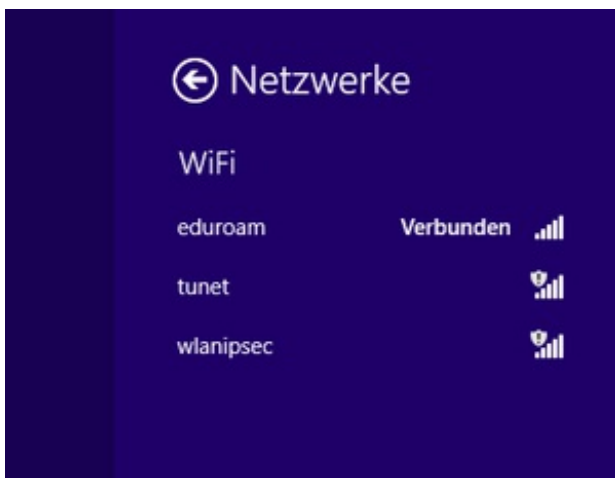 Netzwerke
WiFi
eduroam Verbunden
tunet
wlanipsec